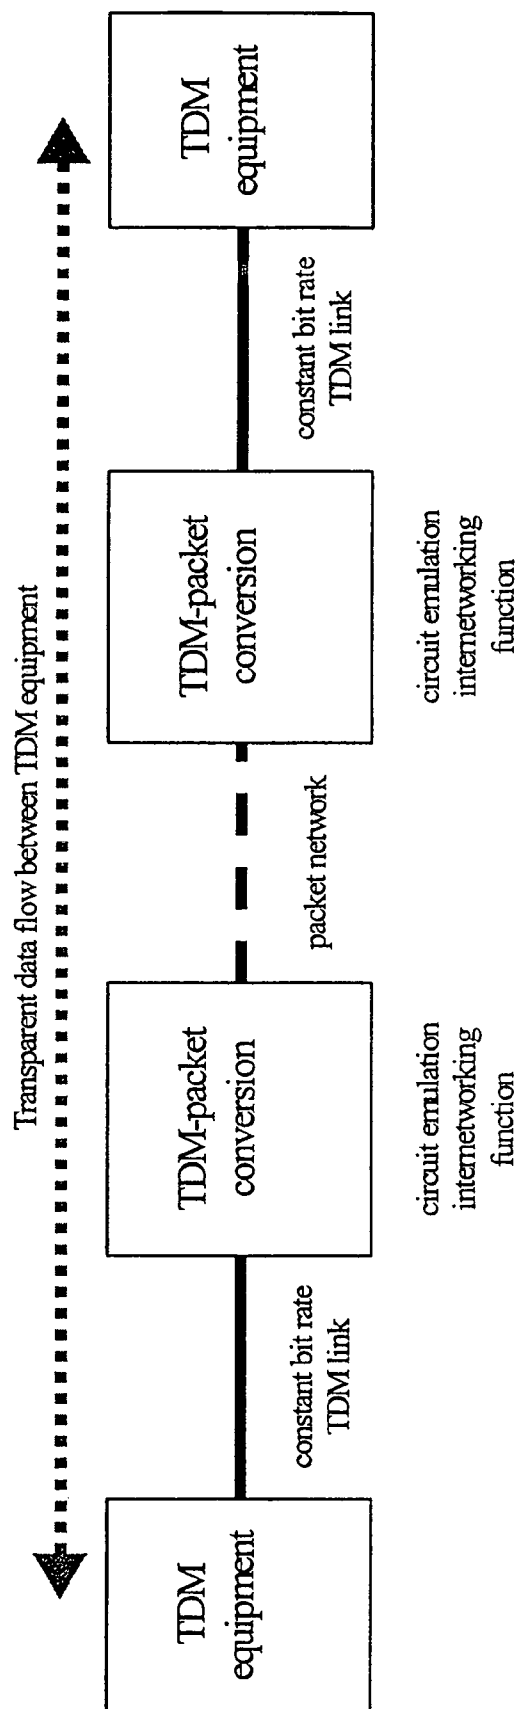 Transparent data flow between TDM equipment
TDM
equipment
constant bit rate
TDM link
TDM-packet
conversion
circuit emulation
internetworking
function
packet network
TDM-packet
conversion
circuit emulation
internetworking
function
constant bit rate
TDM link
TDM
equipment